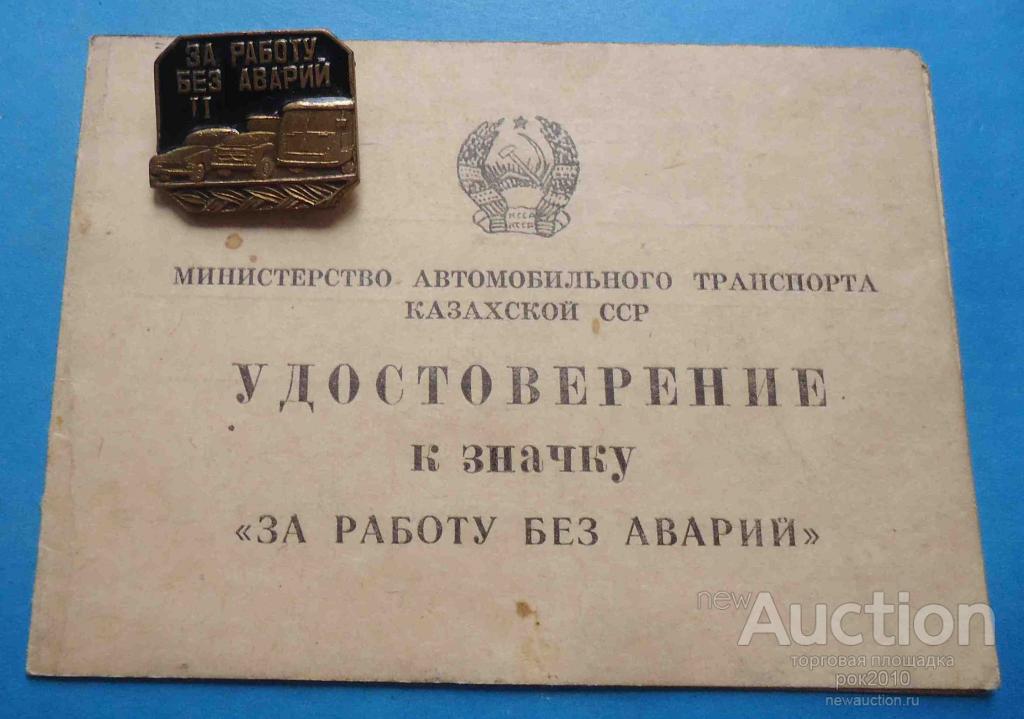 ЗА РАБОТУ
БЕЗ АВАРИЙ
II
МИНИСТЕРСТВО АВТОМОБИЛЬНОГО ТРАНСПОРТА
КАЗАХСКОЙ ССР
УДОСТОВЕРЕНИЕ
к значку
«ЗА РАБОТУ БЕЗ АВАРИЙ»
newAuction
торговая площадка
рок2010
newauction.ru